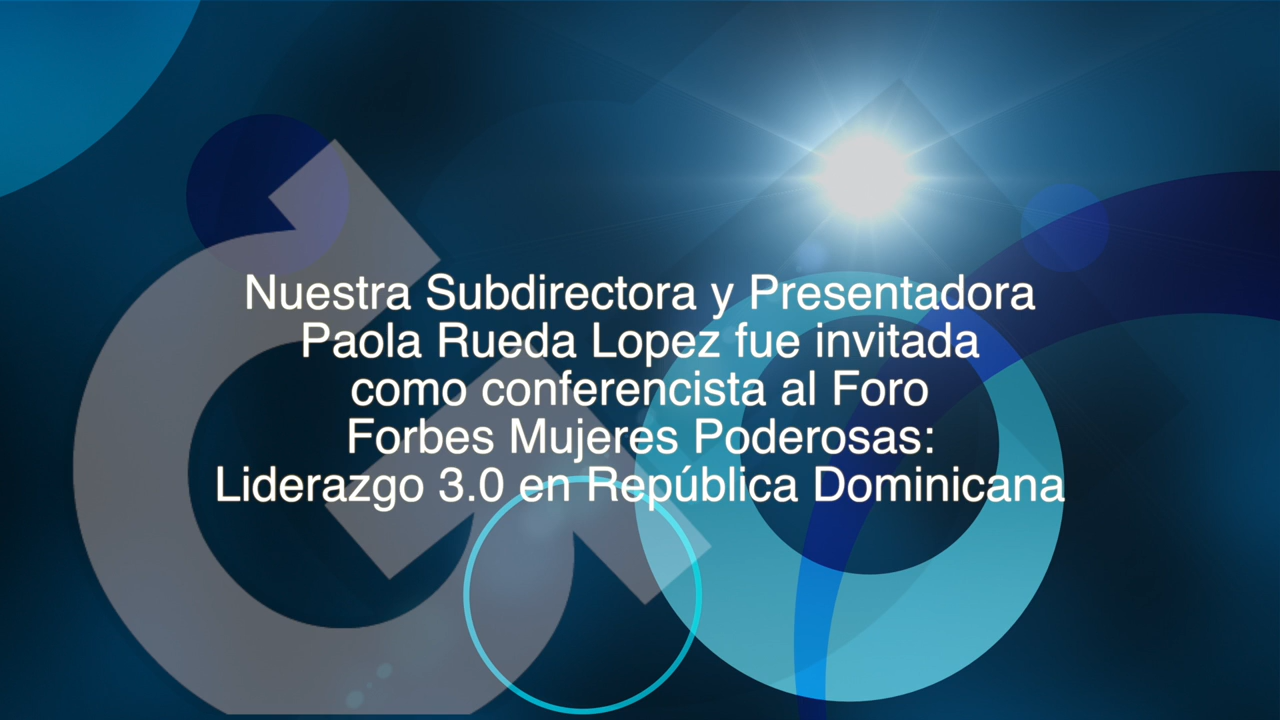 Nuestra Subdirectora y Presentadora
Paola Rueda Lopez fue invitada
como conferencista al Foro
Forbes Mujeres Poderosas:
Liderazgo 3.0 en República Dominicana